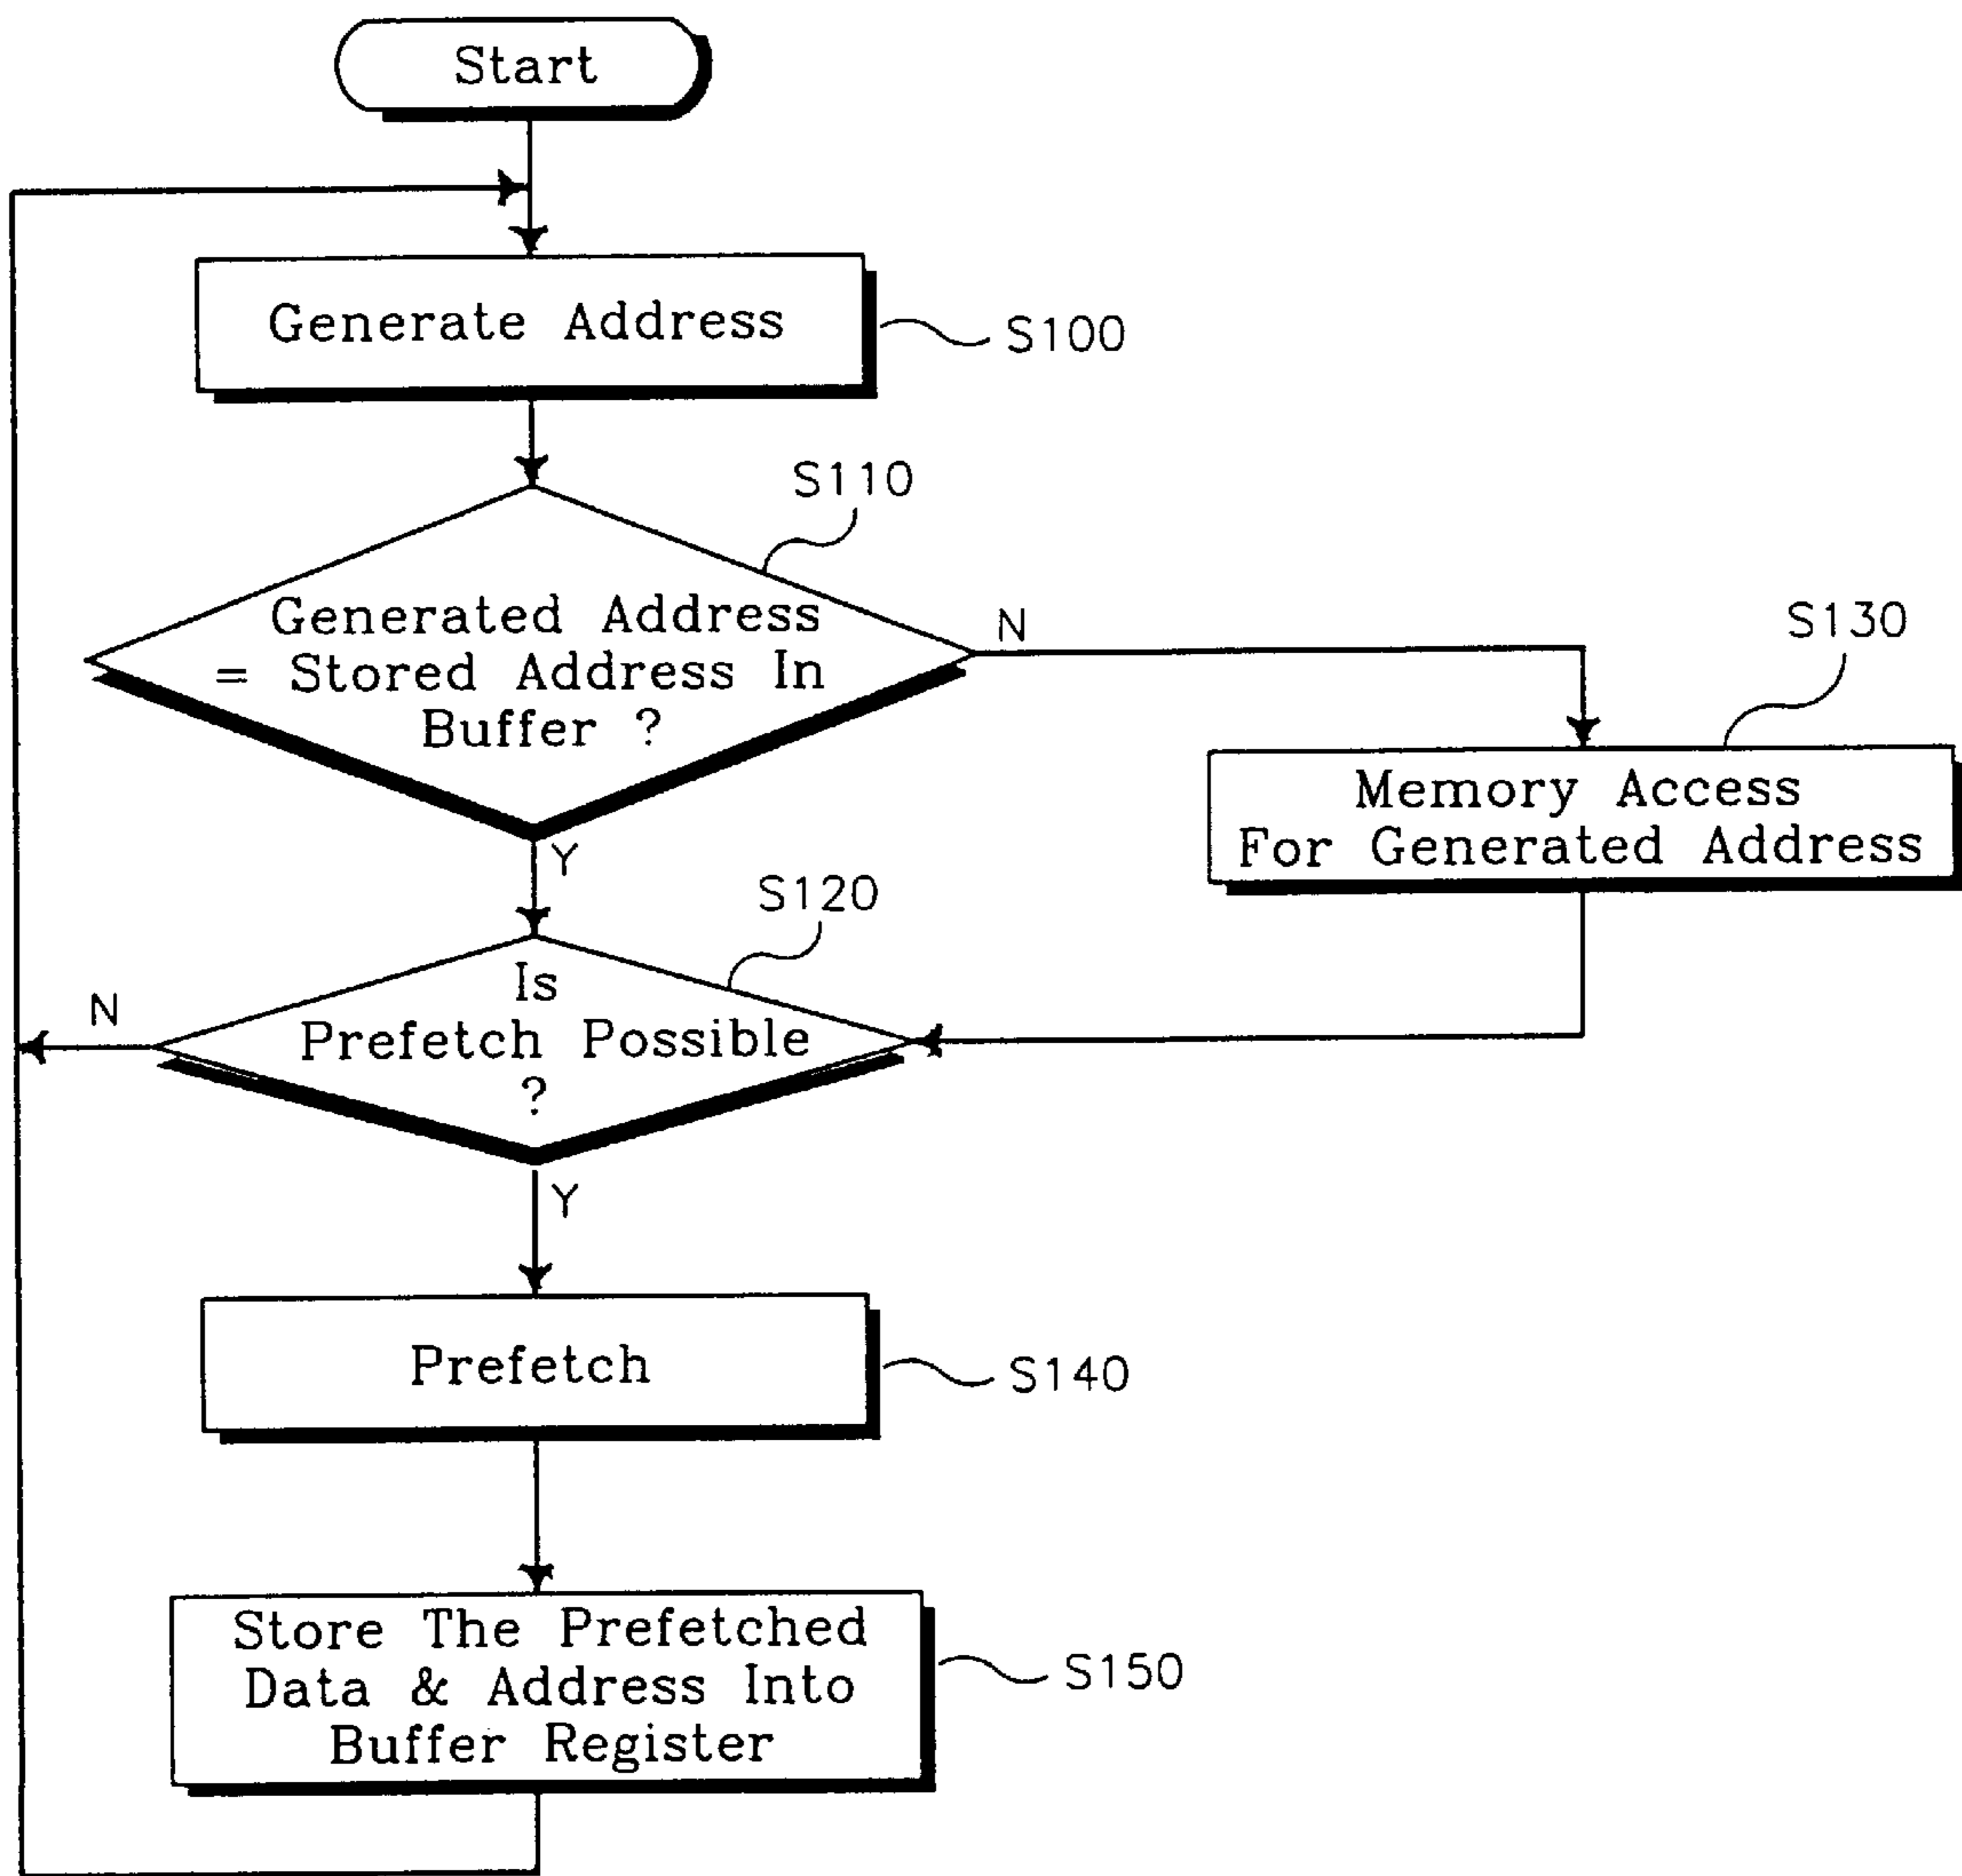 Start
Generate Address
S100
S110
Generated Address
= Stored Address In
Buffer ?
N
S130
Memory Access
For Generated Address
Y
S120
Is
Prefetch Possible
?
N
Y
Prefetch
S140
Store The Prefetched
Data & Address Into
Buffer Register
S150